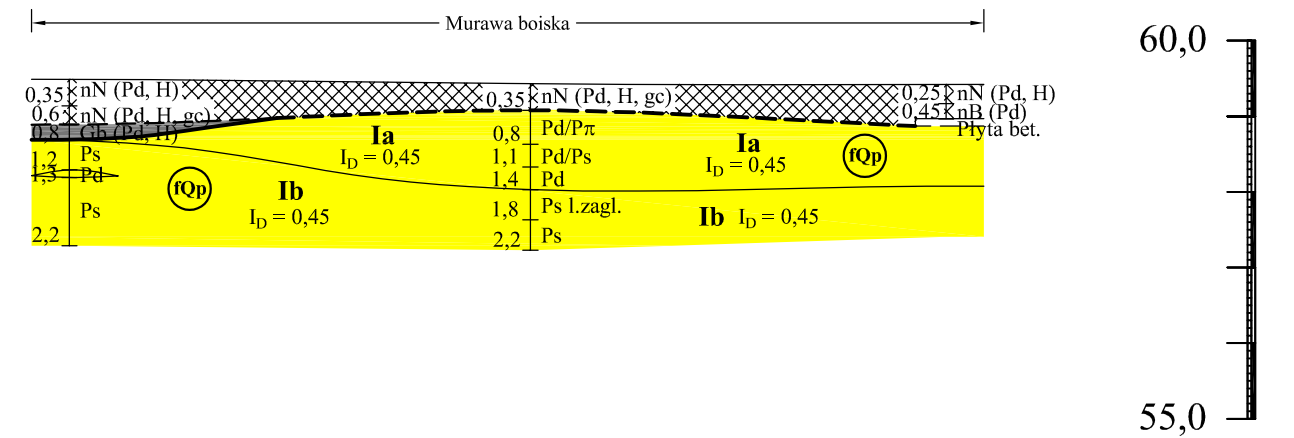 Murawa boiska
60,0
0,35 nN (Pd, H)
0,6 nN (Pd, H, gc)
0,8 Gb (Pd, H)
1,2 Ps
1,3 Pd
Ps
2,2
fQp
Ib
I_D = 0,45
Ia
I_D = 0,45
0,35 nN (Pd, H, gc)
0,8 Pd/Pπ
1,1 Pd/Ps
1,4 Pd
1,8 Ps l.zagl.
2,2 Ps
Ia
I_D = 0,45
fQp
Ib I_D = 0,45
0,25 nN (Pd, H)
0,45 nB (Pd)
Płyta bet.
55,0